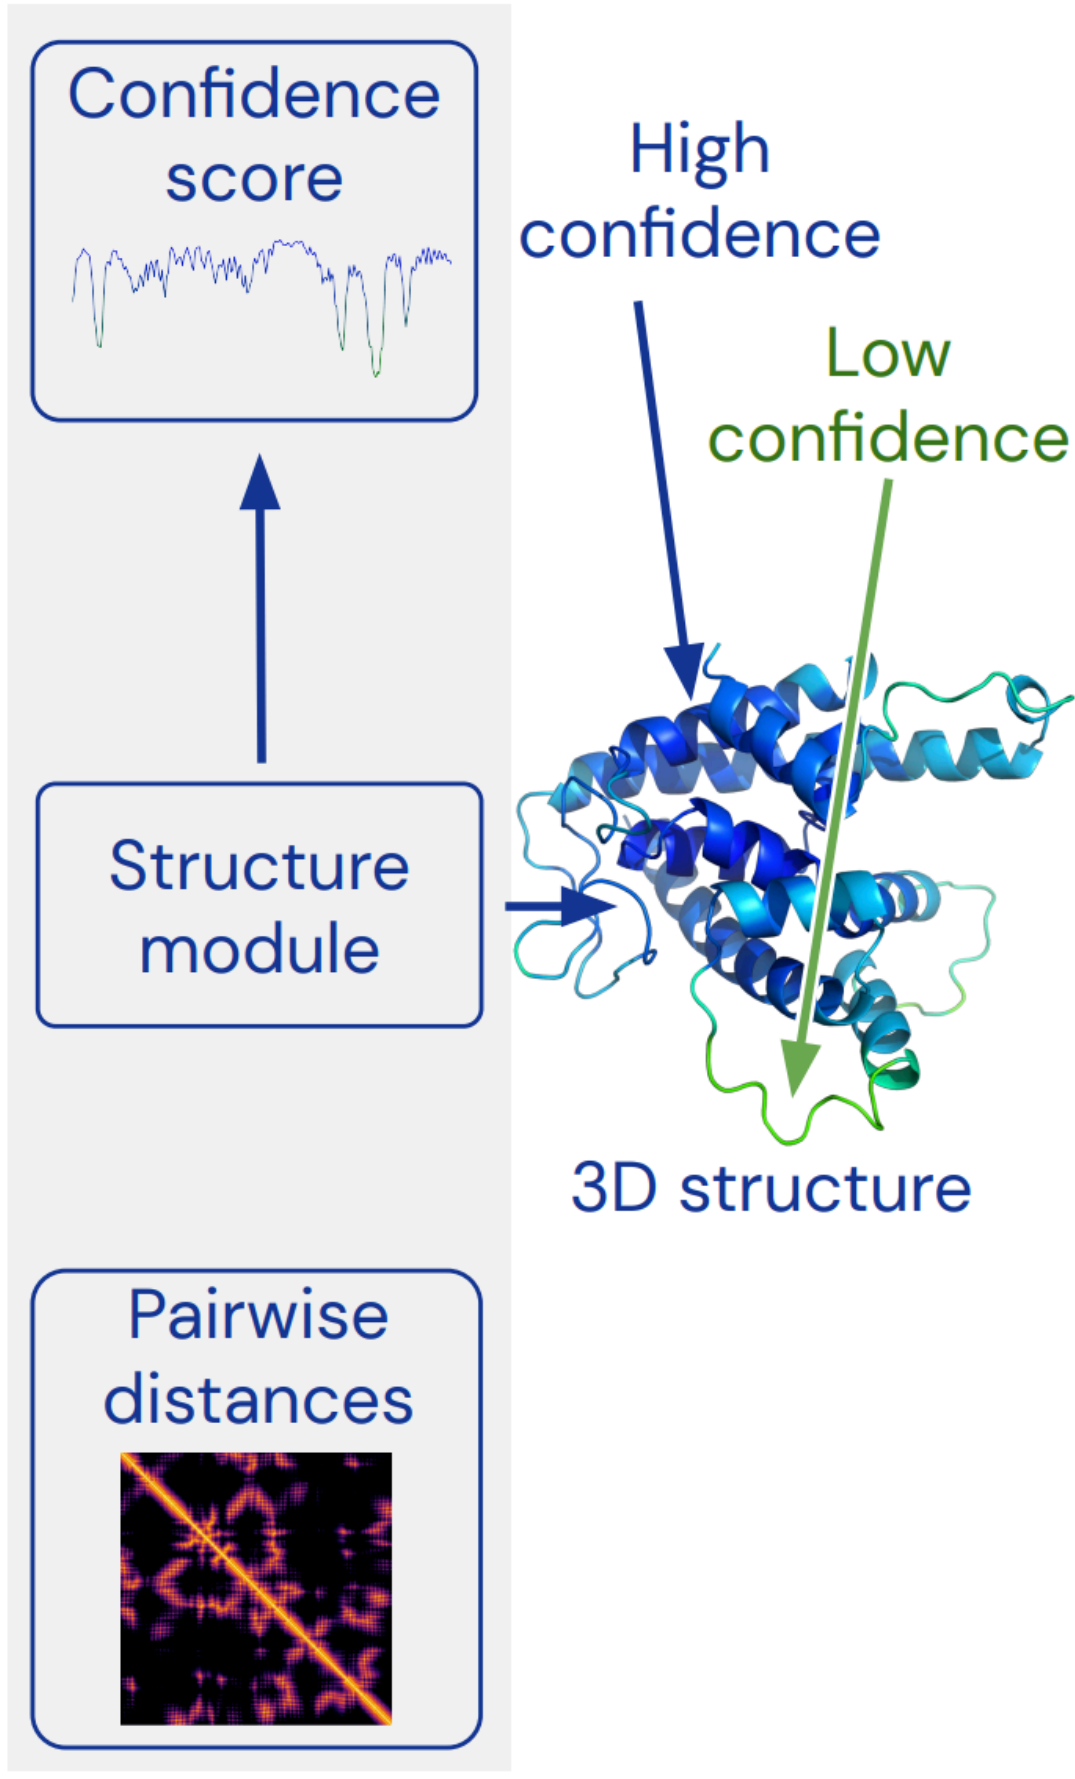 Confidence
score
High
confidence
Low
confidence
Structure
module
3D structure
Pairwise
distances